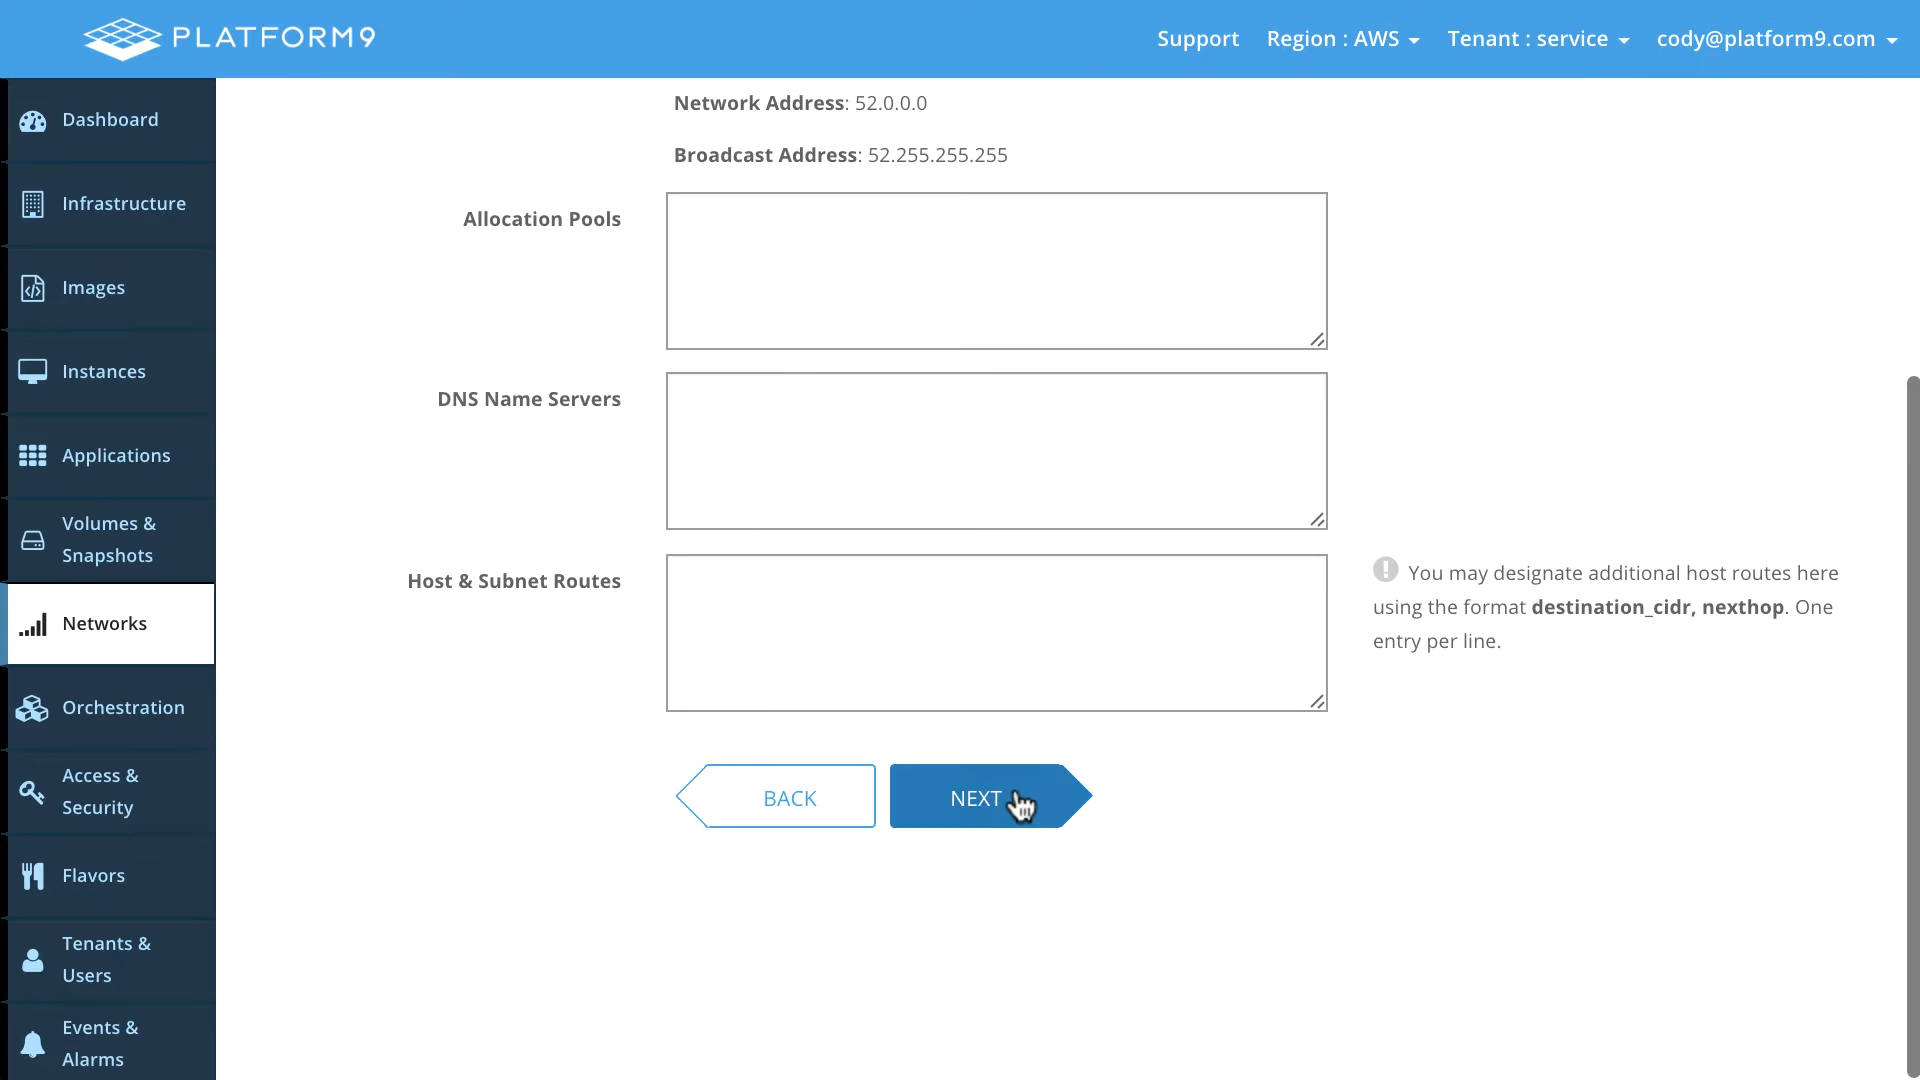 PLATFORM9
Support Region : AWS Tenant : service cody@platform9.com
Dashboard
Infrastructure
Images
Instances
Applications
Volumes &
Snapshots
Networks
Orchestration
Access &
Security
Flavors
Tenants &
Users
Events &
Alarms
Network Address: 52.0.0.0
Broadcast Address: 52.255.255.255
Allocation Pools
DNS Name Servers
Host & Subnet Routes
You may designate additional host routes here
using the format destination_cidr, nexthop. One
entry per line.
BACK
NEXT